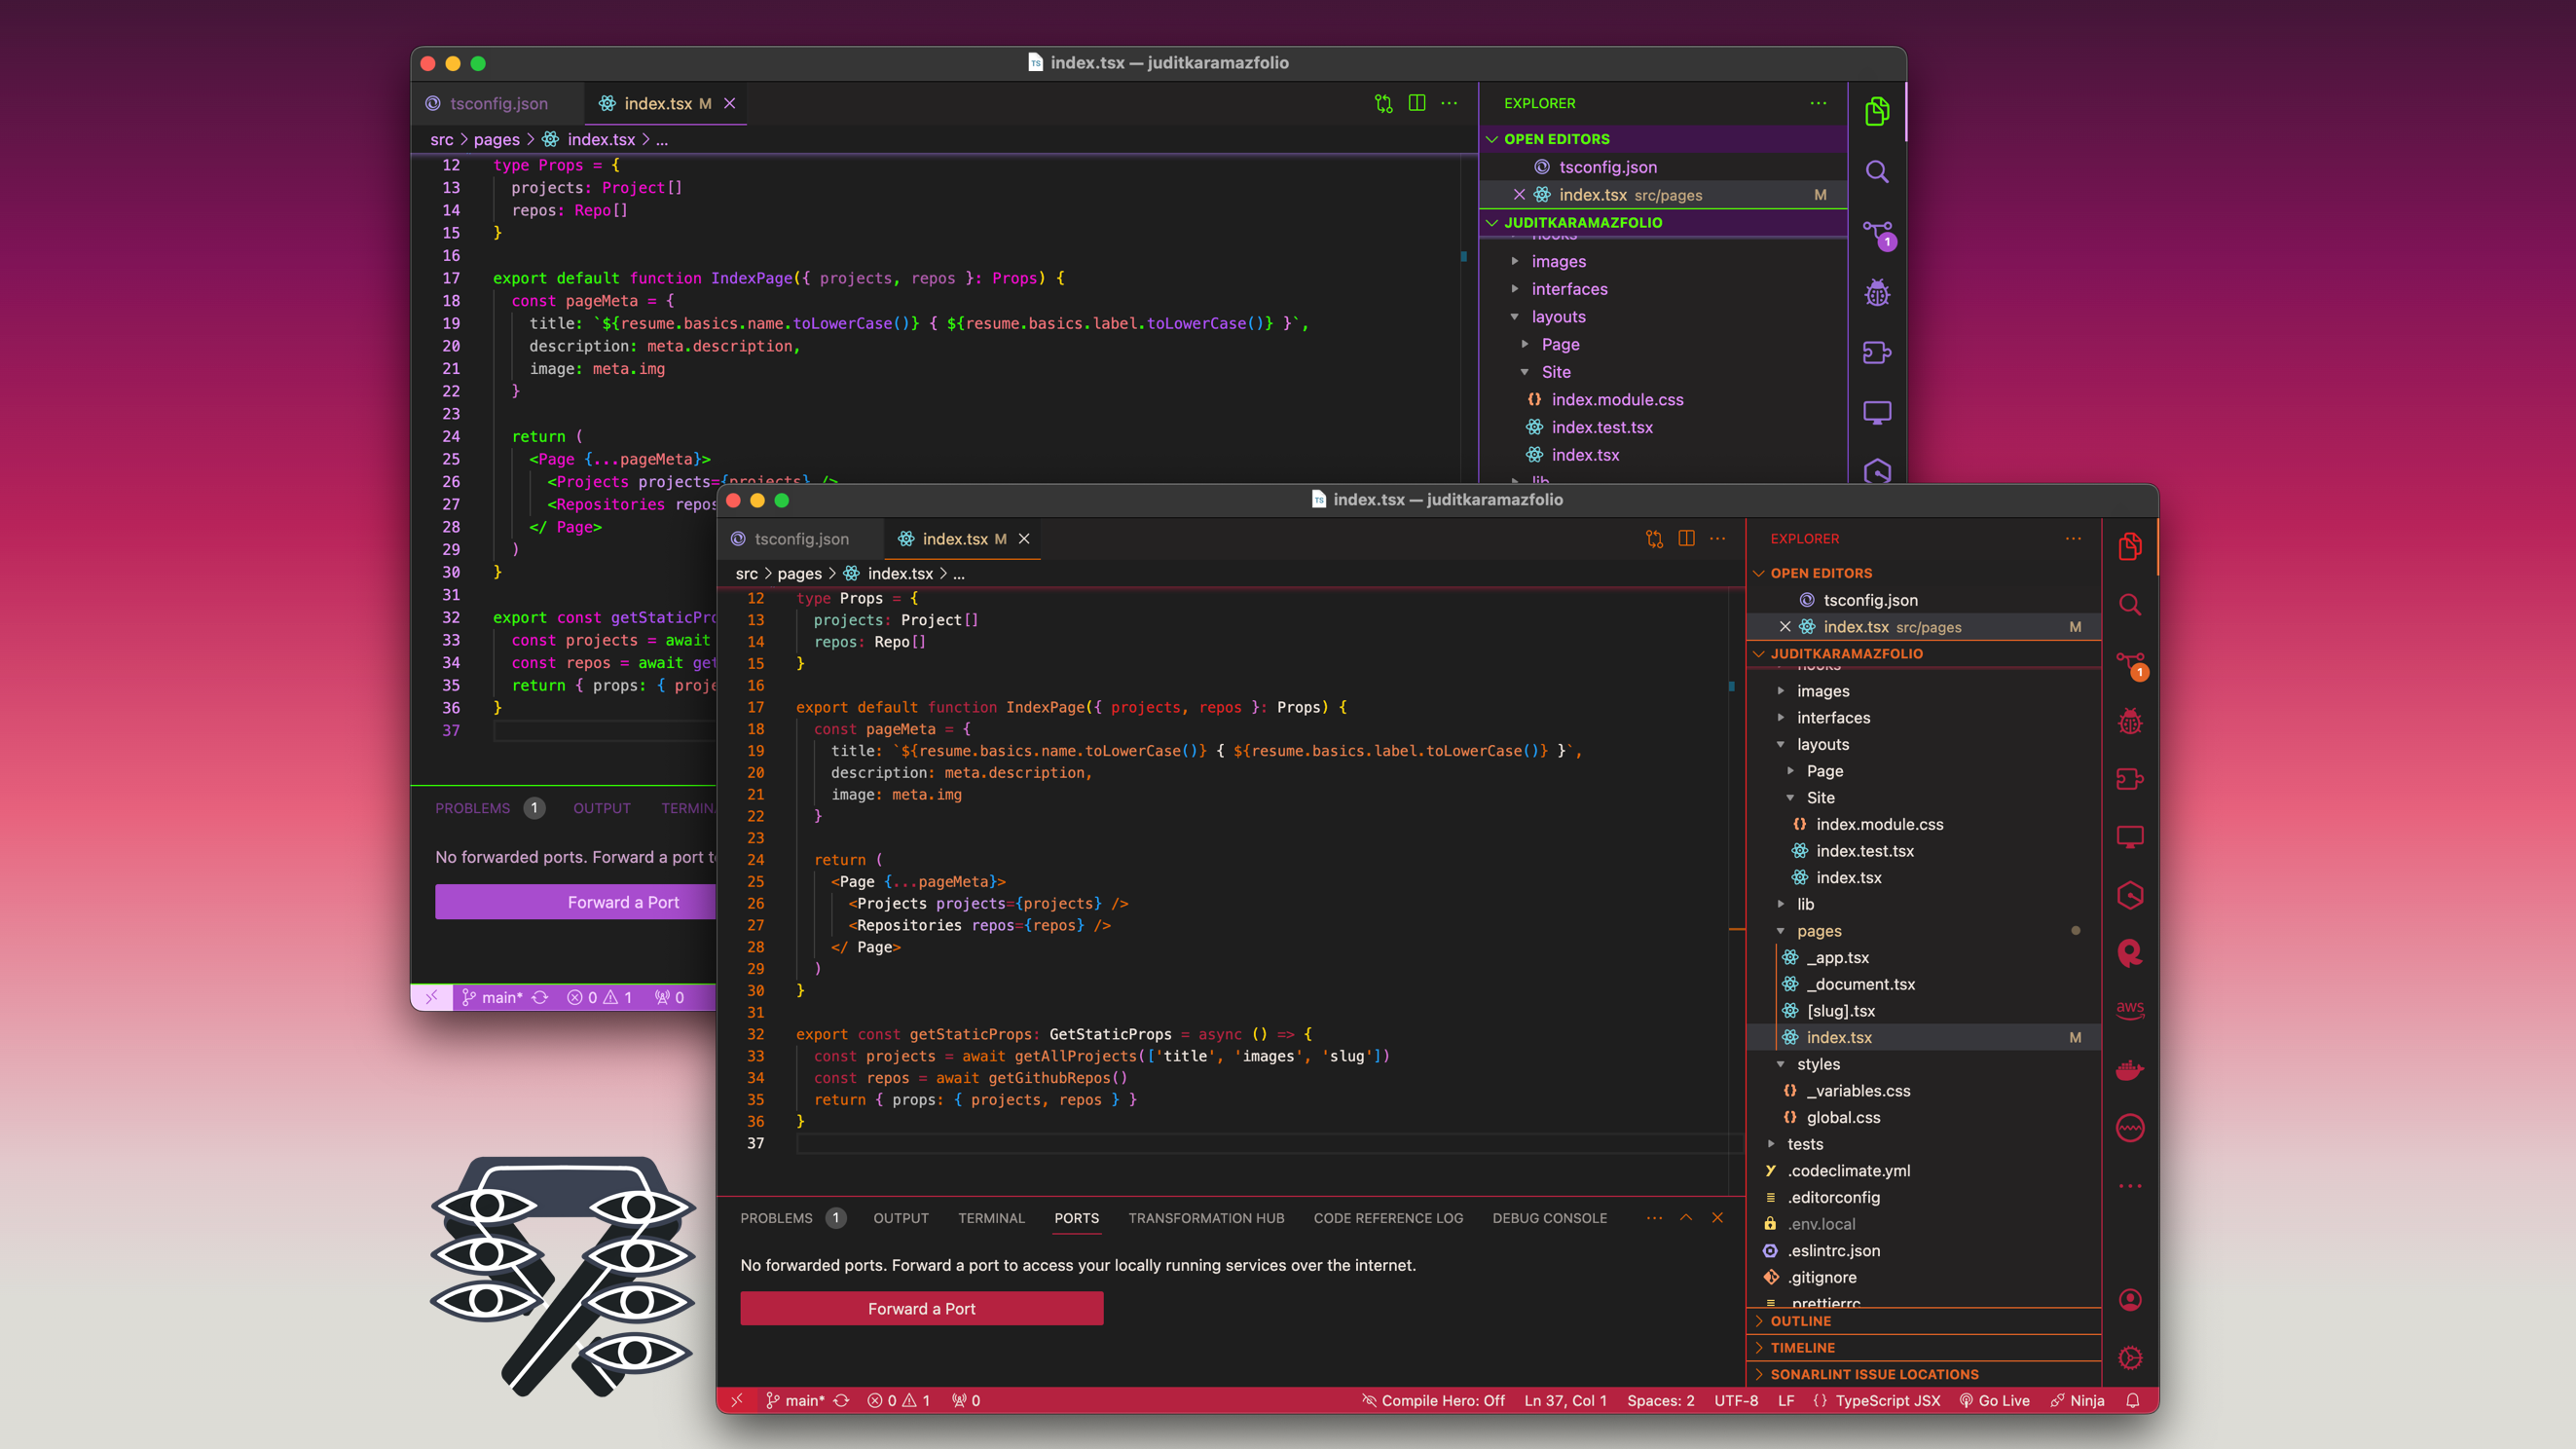 index.tsx — juditkaramazfolio
tsconfig.json
index.tsx M
src > pages > index.tsx > ...
12 type Props = {
13 projects: Project[]
14 repos: Repo[]
15 }
16
17 export default function IndexPage({ projects, repos }: Props) {
18 const pageMeta = {
19 title: `${resume.basics.name.toLowerCase()} { ${resume.basics.label.toLowerCase()} }`,
20 description: meta.description,
21 image: meta.img
22 }
23
24 return (
25 <Page {...pageMeta}>
26 <Projects projects={projects} />
27 <Repositories repos
28 </ Page>
29 )
30 }
31
32 export const getStaticPro
33 const projects = await
34 const repos = await get
35 return { props: { proje
36 }
37
EXPLORER
OPEN EDITORS
tsconfig.json
index.tsx src/pages M
JUDITKARAMAZFOLIO
hooks
images
interfaces
layouts
Page
Site
index.module.css
index.test.tsx
index.tsx
lib
1
PROBLEMS 1 OUTPUT TERMIN
No forwarded ports. Forward a port t
Forward a Port
main* 0 1 0
index.tsx — juditkaramazfolio
tsconfig.json
index.tsx M
src > pages > index.tsx > ...
12 type Props = {
13 projects: Project[]
14 repos: Repo[]
15 }
16
17 export default function IndexPage({ projects, repos }: Props) {
18 const pageMeta = {
19 title: `${resume.basics.name.toLowerCase()} { ${resume.basics.label.toLowerCase()} }`,
20 description: meta.description,
21 image: meta.img
22 }
23
24 return (
25 <Page {...pageMeta}>
26 <Projects projects={projects} />
27 <Repositories repos={repos} />
28 </ Page>
29 )
30 }
31
32 export const getStaticProps: GetStaticProps = async () => {
33 const projects = await getAllProjects(['title', 'images', 'slug'])
34 const repos = await getGithubRepos()
35 return { props: { projects, repos } }
36 }
37
EXPLORER
OPEN EDITORS
tsconfig.json
index.tsx src/pages M
JUDITKARAMAZFOLIO
hooks
images
interfaces
layouts
Page
Site
index.module.css
index.test.tsx
index.tsx
lib
pages
_app.tsx
_document.tsx
[slug].tsx
index.tsx M
styles
_variables.css
global.css
tests
.codeclimate.yml
.editorconfig
.env.local
.eslintrc.json
.gitignore
.prettierrc
OUTLINE
TIMELINE
SONARLINT ISSUE LOCATIONS
1
aws
PROBLEMS 1 OUTPUT TERMINAL PORTS TRANSFORMATION HUB CODE REFERENCE LOG DEBUG CONSOLE
No forwarded ports. Forward a port to access your locally running services over the internet.
Forward a Port
main* 0 1 0 Compile Hero: Off Ln 37, Col 1 Spaces: 2 UTF-8 LF {} TypeScript JSX Go Live Ninja